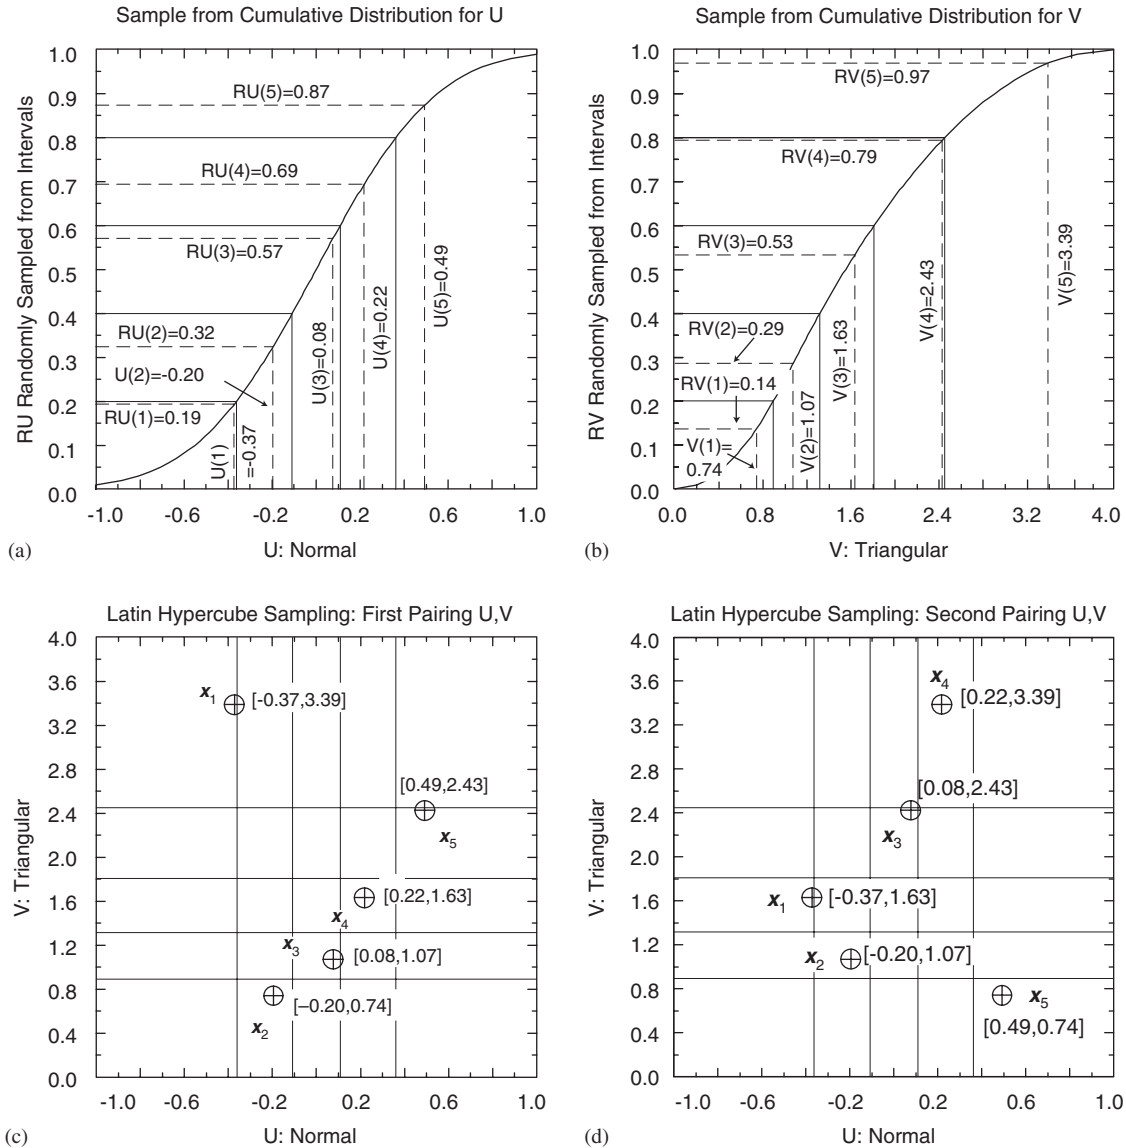 Sample from Cumulative Distribution for U
RU Randomly Sampled from Intervals
1.0
0.9
0.8
0.7
0.6
0.5
0.4
0.3
0.2
0.1
0.0
RU(5)=0.87
RU(4)=0.69
RU(3)=0.57
RU(2)=0.32
U(2)=-0.20
RU(1)=0.19
U(1)
=-0.37
U(3)=0.08
U(4)=0.22
U(5)=0.49
-1.0 -0.6 -0.2 0.2 0.6 1.0
(a)
U: Normal
Sample from Cumulative Distribution for V
RV Randomly Sampled from Intervals
1.0
0.9
0.8
0.7
0.6
0.5
0.4
0.3
0.2
0.1
0.0
RV(5)=0.97
RV(4)=0.79
RV(3)=0.53
RV(2)=0.29
RV(1)=0.14
V(1)=
0.74
V(2)=1.07
V(3)=1.63
V(4)=2.43
V(5)=3.39
0.0 0.8 1.6 2.4 3.2 4.0
(b)
V: Triangular
Latin Hypercube Sampling: First Pairing U,V
V: Triangular
4.0
3.6
3.2
2.8
2.4
2.0
1.6
1.2
0.8
0.4
0.0
x1 [-0.37,3.39]
[0.49,2.43]
x5
[0.22,1.63]
x4
x3
[0.08,1.07]
[–0.20,0.74]
x2
-1.0 -0.6 -0.2 0.2 0.6 1.0
(c)
U: Normal
Latin Hypercube Sampling: Second Pairing U,V
V: Triangular
4.0
3.6
3.2
2.8
2.4
2.0
1.6
1.2
0.8
0.4
0.0
x4
[0.22,3.39]
[0.08,2.43]
x3
x1 [-0.37,1.63]
x2 [-0.20,1.07]
x5
[0.49,0.74]
-1.0 -0.6 -0.2 0.2 0.6 1.0
(d)
U: Normal